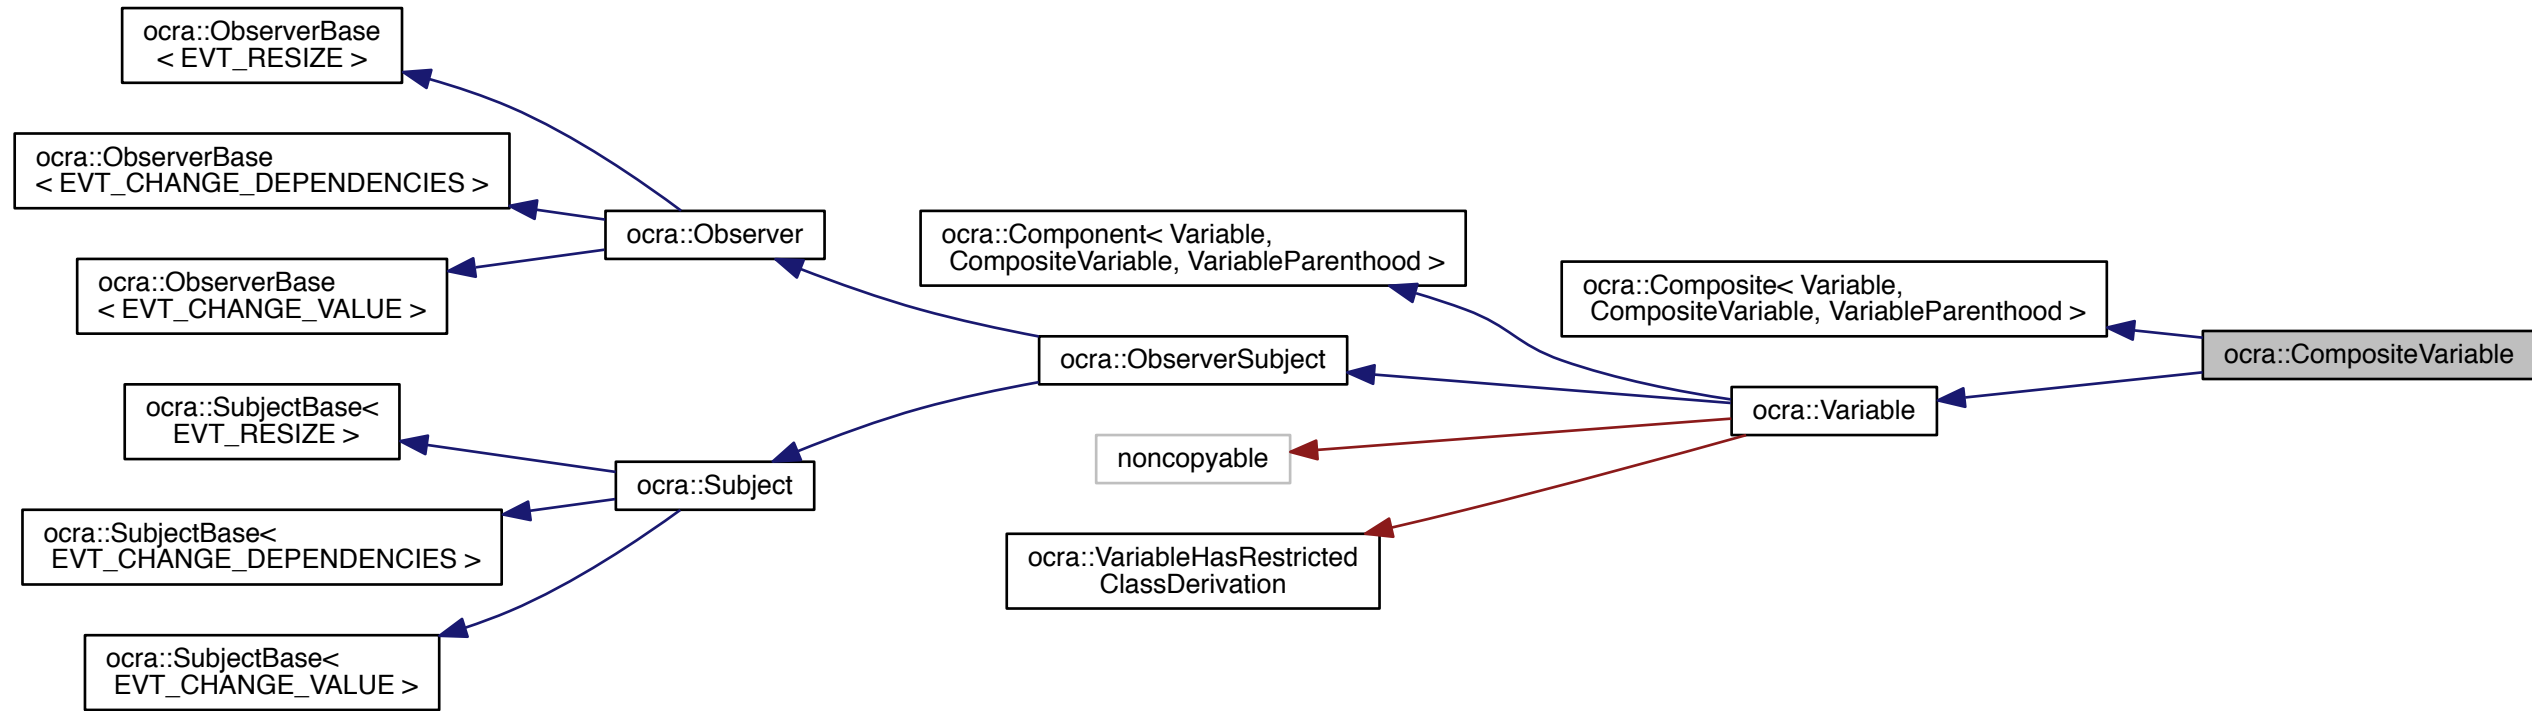 ocra::ObserverBase
< EVT_RESIZE >
ocra::ObserverBase
< EVT_CHANGE_DEPENDENCIES >
ocra::ObserverBase
< EVT_CHANGE_VALUE >
ocra::SubjectBase<
EVT_RESIZE >
ocra::SubjectBase<
EVT_CHANGE_DEPENDENCIES >
ocra::SubjectBase<
EVT_CHANGE_VALUE >
ocra::Observer
ocra::Subject
ocra::Component< Variable,
CompositeVariable, VariableParenthood >
ocra::ObserverSubject
noncopyable
ocra::VariableHasRestricted
ClassDerivation
ocra::Composite< Variable,
CompositeVariable, VariableParenthood >
ocra::Variable
ocra::CompositeVariable